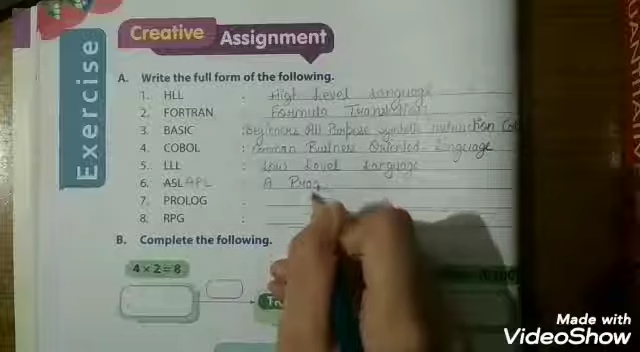 Creative Assignment
Exercise
A. Write the full form of the following.
1. HLL : High Level Language
2. FORTRAN Formula Translation
3. BASIC : Beginners All Purpose symbolic instruction Co
4. COBOL : Common Business Oriented Language
5. LLL : Low Level Language
6. ASL APL A Prog
7. PROLOG :
8. RPG :
B. Complete the following.
4 × 2 = 8
Made with
VideoShow